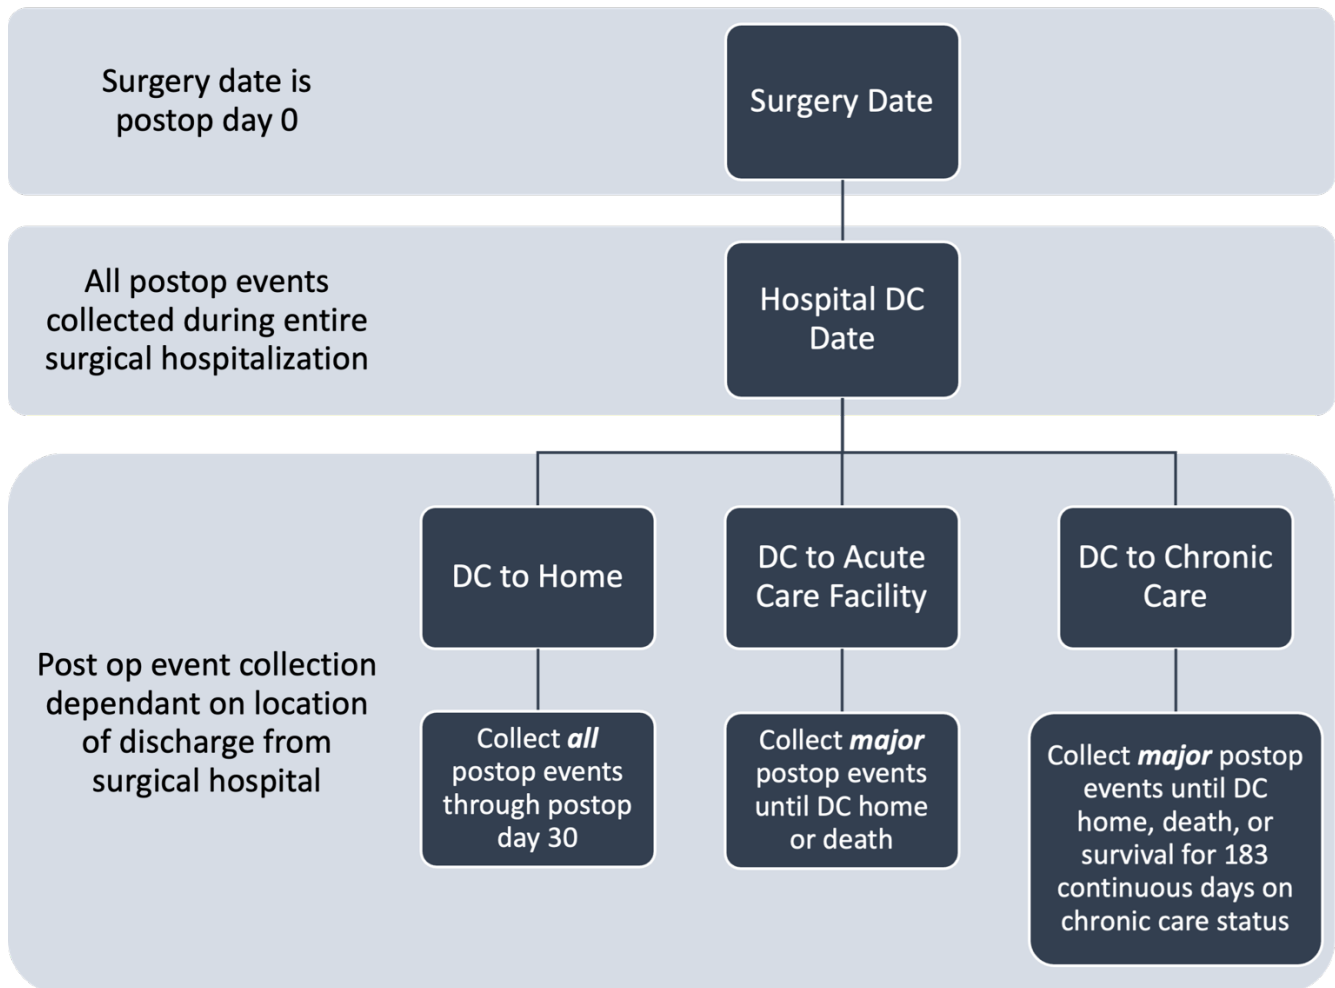 Surgery date is
postop day 0
Surgery Date
All postop events
collected during entire
surgical hospitalization
Hospital DC
Date
Post op event collection
dependant on location
of discharge from
surgical hospital
DC to Home
DC to Acute
Care Facility
DC to Chronic
Care
Collect all
postop events
through postop
day 30
Collect major
postop events
until DC home
or death
Collect major postop
events until DC
home, death, or
survival for 183
continuous days on
chronic care status